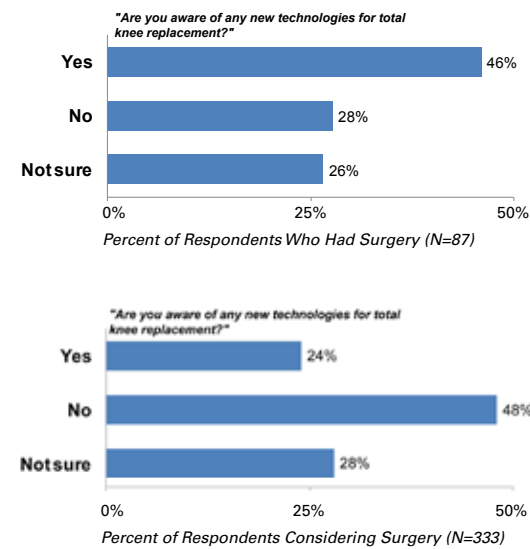 "Are you aware of any new technologies for total
knee replacement?"
Yes
46%
No
28%
Not sure
26%
0%
25%
50%
Percent of Respondents Who Had Surgery (N=87)
"Are you aware of any new technologies for total
knee replacement?"
Yes
24%
No
48%
Not sure
28%
0%
25%
50%
Percent of Respondents Considering Surgery (N=333)